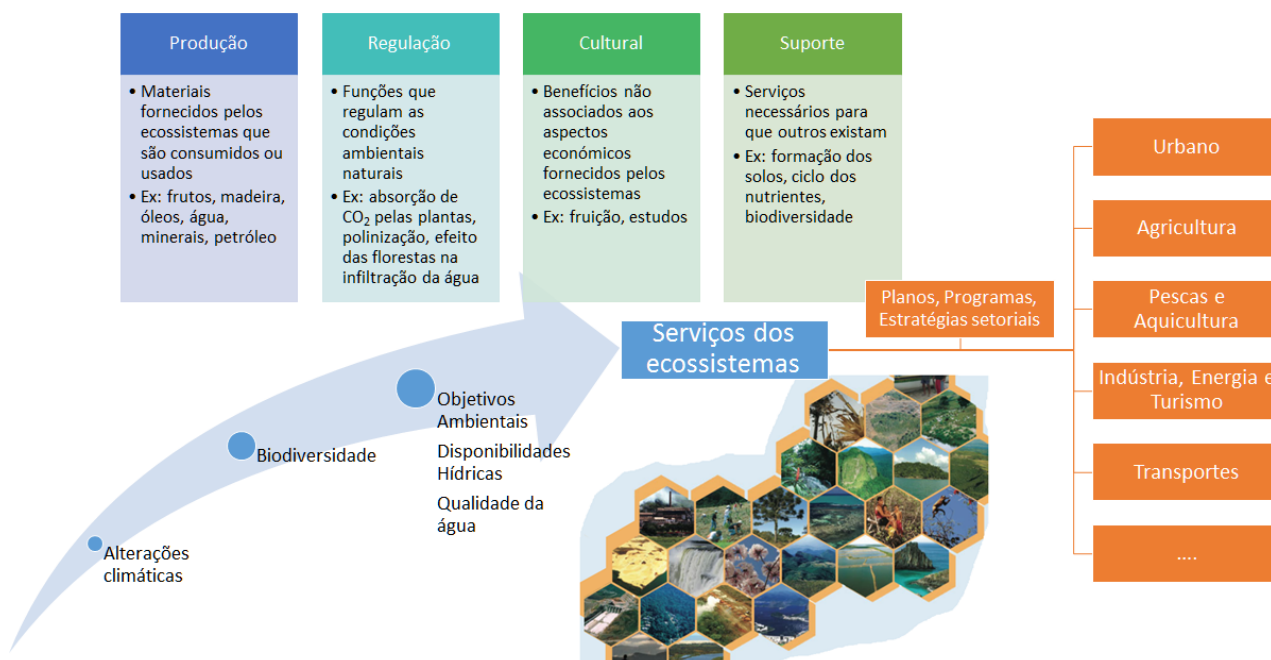 Produção
• Materiais
fornecidos pelos
ecossistemas que
são consumidos ou
usados
• Ex: frutos, madeira,
óleos, água,
minerais, petróleo
Regulação
• Funções que
regulam as
condições
ambientais
naturais
• Ex: absorção de
CO₂ pelas plantas,
polinização, efeito
das florestas na
infiltração da água
Cultural
• Benefícios não
associados aos
aspectos
económicos
fornecidos pelos
ecossistemas
• Ex: fruição, estudos
Suporte
• Serviços
necessários para
que outros existam
• Ex: formação dos
solos, ciclo dos
nutrientes,
biodiversidade
Alterações
climáticas
Biodiversidade
Objetivos
Ambientais
Disponibilidades
Hídricas
Qualidade da
água
Serviços dos
ecossistemas
Planos, Programas,
Estratégias setoriais
Urbano
Agricultura
Pescas e
Aquicultura
Indústria, Energia e
Turismo
Transportes
....